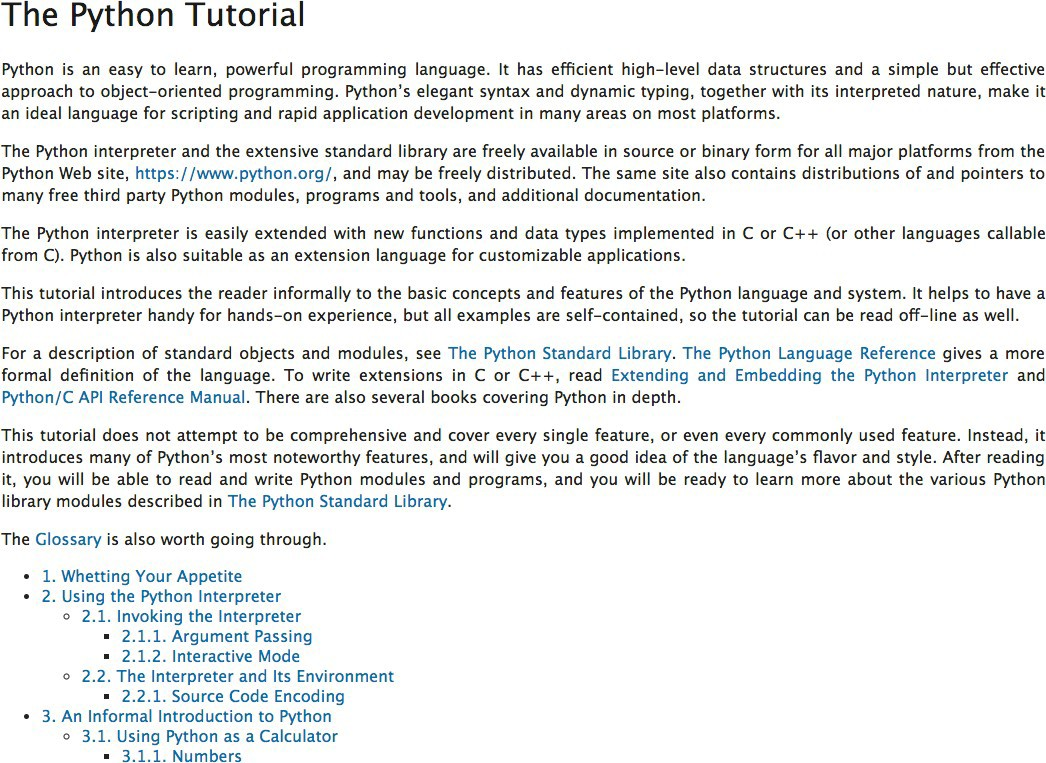 The Python Tutorial
Python is an easy to learn, powerful programming language. It has efficient high-level data structures and a simple but effective
approach to object-oriented programming. Python’s elegant syntax and dynamic typing, together with its interpreted nature, make it
an ideal language for scripting and rapid application development in many areas on most platforms.
The Python interpreter and the extensive standard library are freely available in source or binary form for all major platforms from the
Python Web site, https://www.python.org/, and may be freely distributed. The same site also contains distributions of and pointers to
many free third party Python modules, programs and tools, and additional documentation.
The Python interpreter is easily extended with new functions and data types implemented in C or C++ (or other languages callable
from C). Python is also suitable as an extension language for customizable applications.
This tutorial introduces the reader informally to the basic concepts and features of the Python language and system. It helps to have a
Python interpreter handy for hands-on experience, but all examples are self-contained, so the tutorial can be read off-line as well.
For a description of standard objects and modules, see The Python Standard Library. The Python Language Reference gives a more
formal definition of the language. To write extensions in C or C++, read Extending and Embedding the Python Interpreter and
Python/C API Reference Manual. There are also several books covering Python in depth.
This tutorial does not attempt to be comprehensive and cover every single feature, or even every commonly used feature. Instead, it
introduces many of Python’s most noteworthy features, and will give you a good idea of the language’s flavor and style. After reading
it, you will be able to read and write Python modules and programs, and you will be ready to learn more about the various Python
library modules described in The Python Standard Library.
The Glossary is also worth going through.
• 1. Whetting Your Appetite
• 2. Using the Python Interpreter
◦ 2.1. Invoking the Interpreter
▪ 2.1.1. Argument Passing
▪ 2.1.2. Interactive Mode
◦ 2.2. The Interpreter and Its Environment
▪ 2.2.1. Source Code Encoding
• 3. An Informal Introduction to Python
◦ 3.1. Using Python as a Calculator
▪ 3.1.1. Numbers